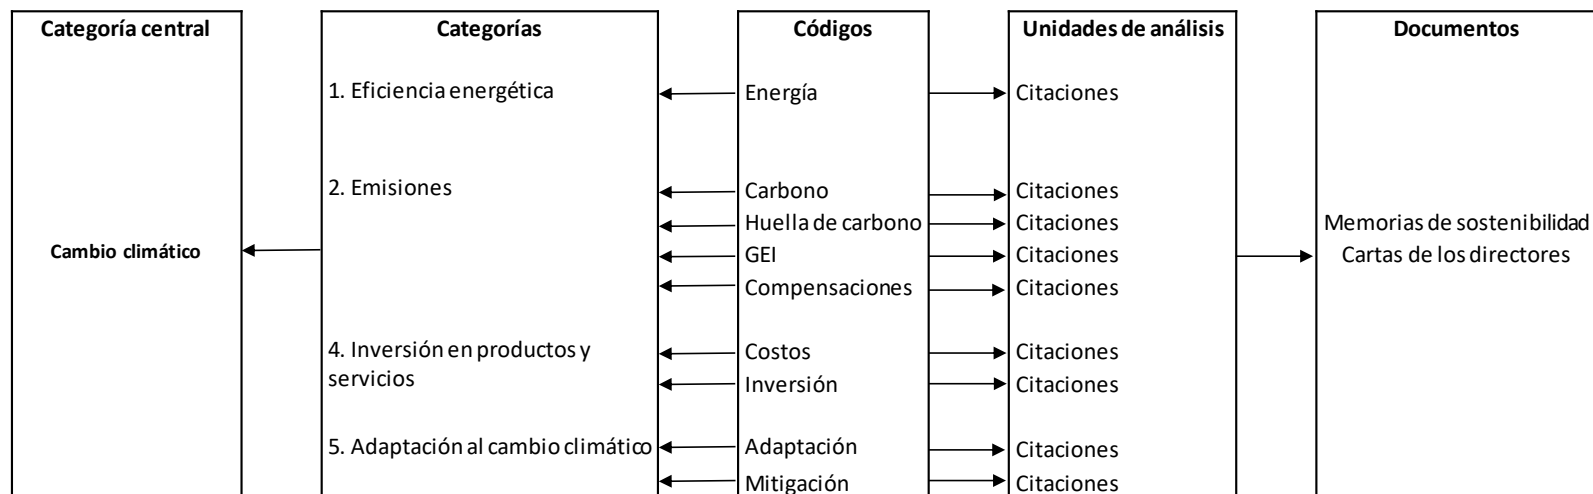 Categoría central
Categorías
Códigos
Unidades de análisis
Documentos
1. Eficiencia energética
Energía
Citaciones
2. Emisiones
Carbono
Citaciones
Huella de carbono
Citaciones
Memorias de sostenibilidad
Cambio climático
GEI
Citaciones
Cartas de los directores
Compensaciones
Citaciones
4. Inversión en productos y
servicios
Costos
Citaciones
Inversión
Citaciones
5. Adaptación al cambio climático
Adaptación
Citaciones
Mitigación
Citaciones